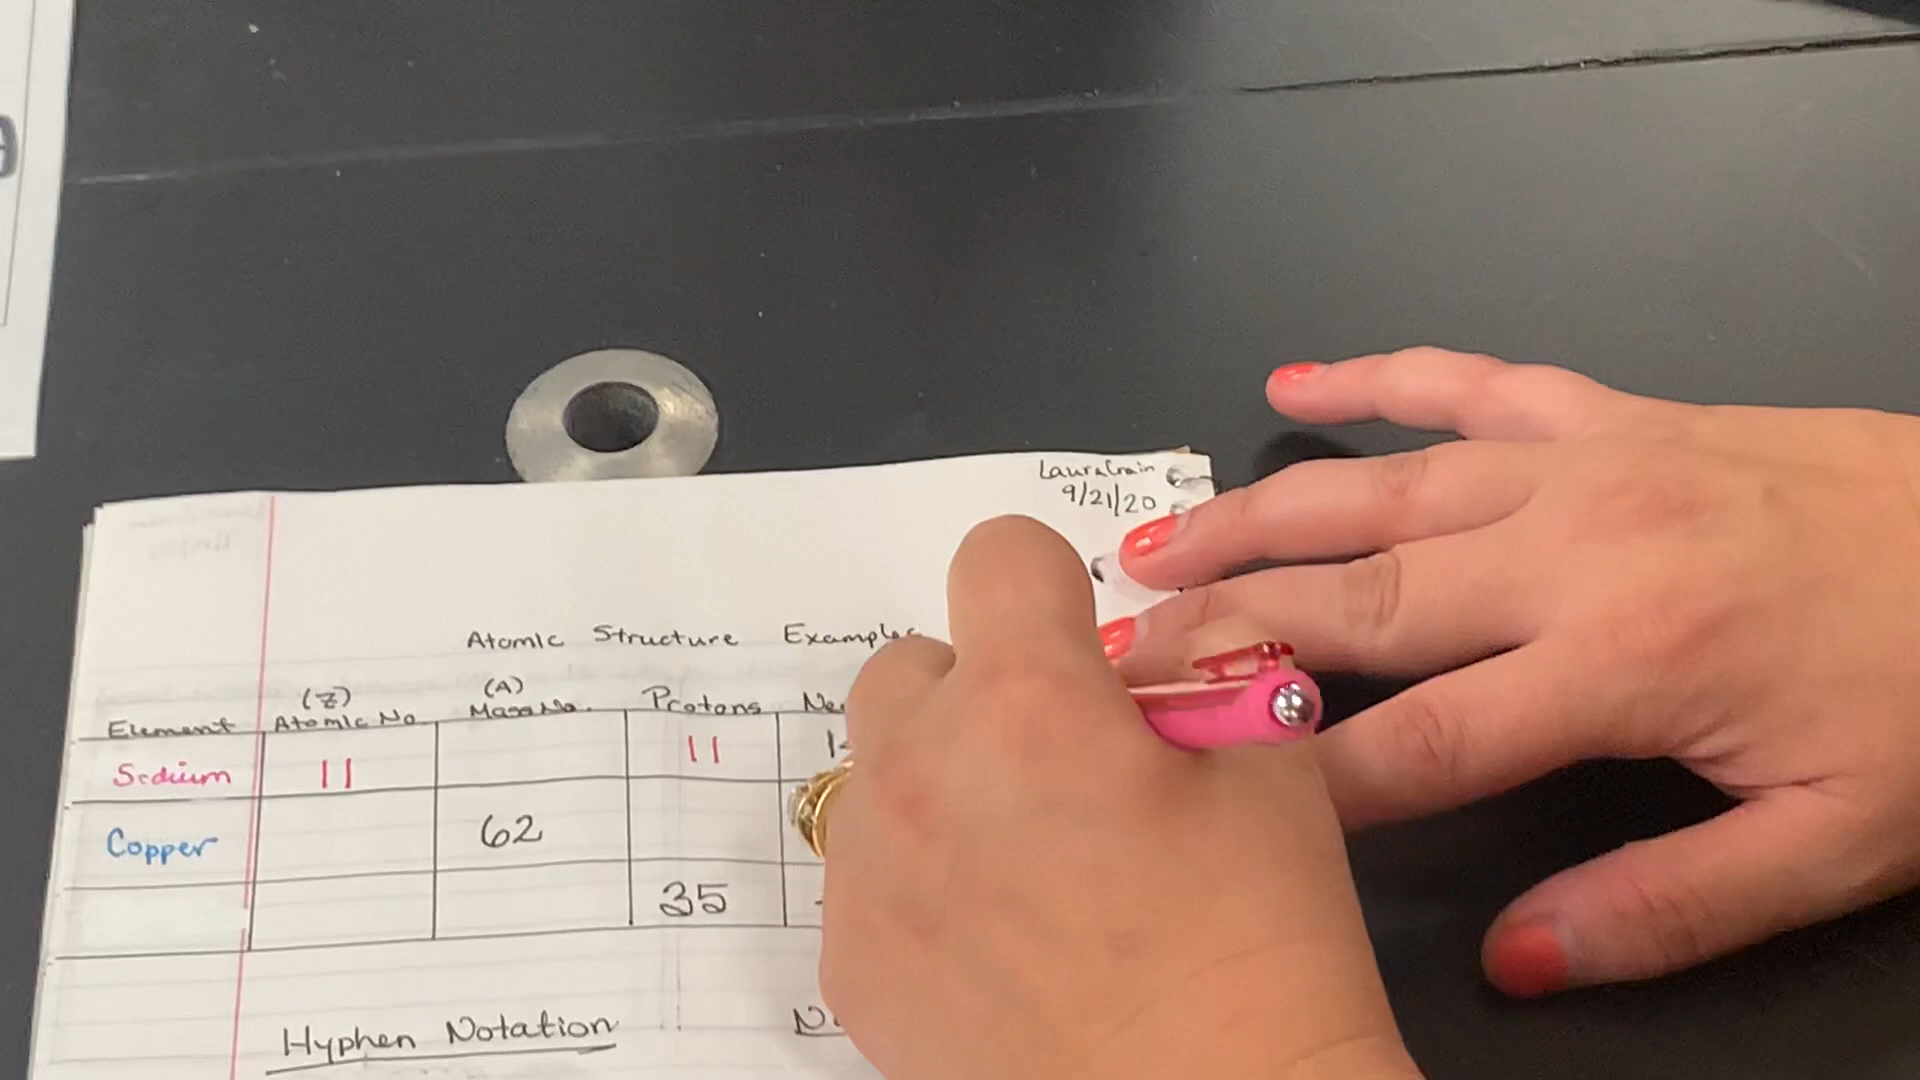 Laura Crain
9/21/20
Atomic Structure Examples
Element (Z) Atomic No. (A) Mass No. Protons
Sodium 11 11
Copper 62
35
Hyphen Notation